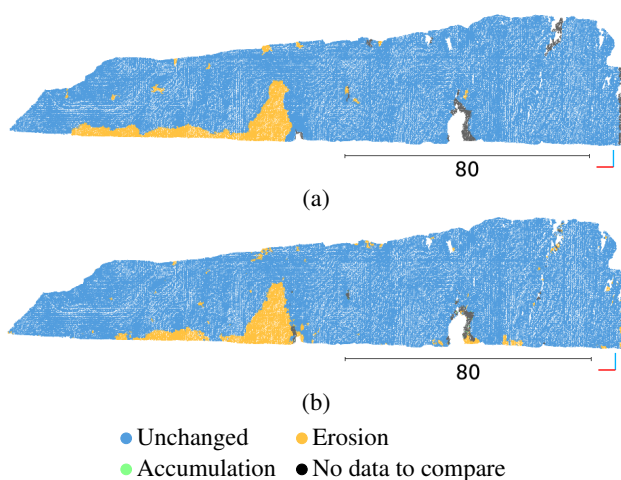 80
(a)
80
(b)
Unchanged Erosion
Accumulation No data to compare